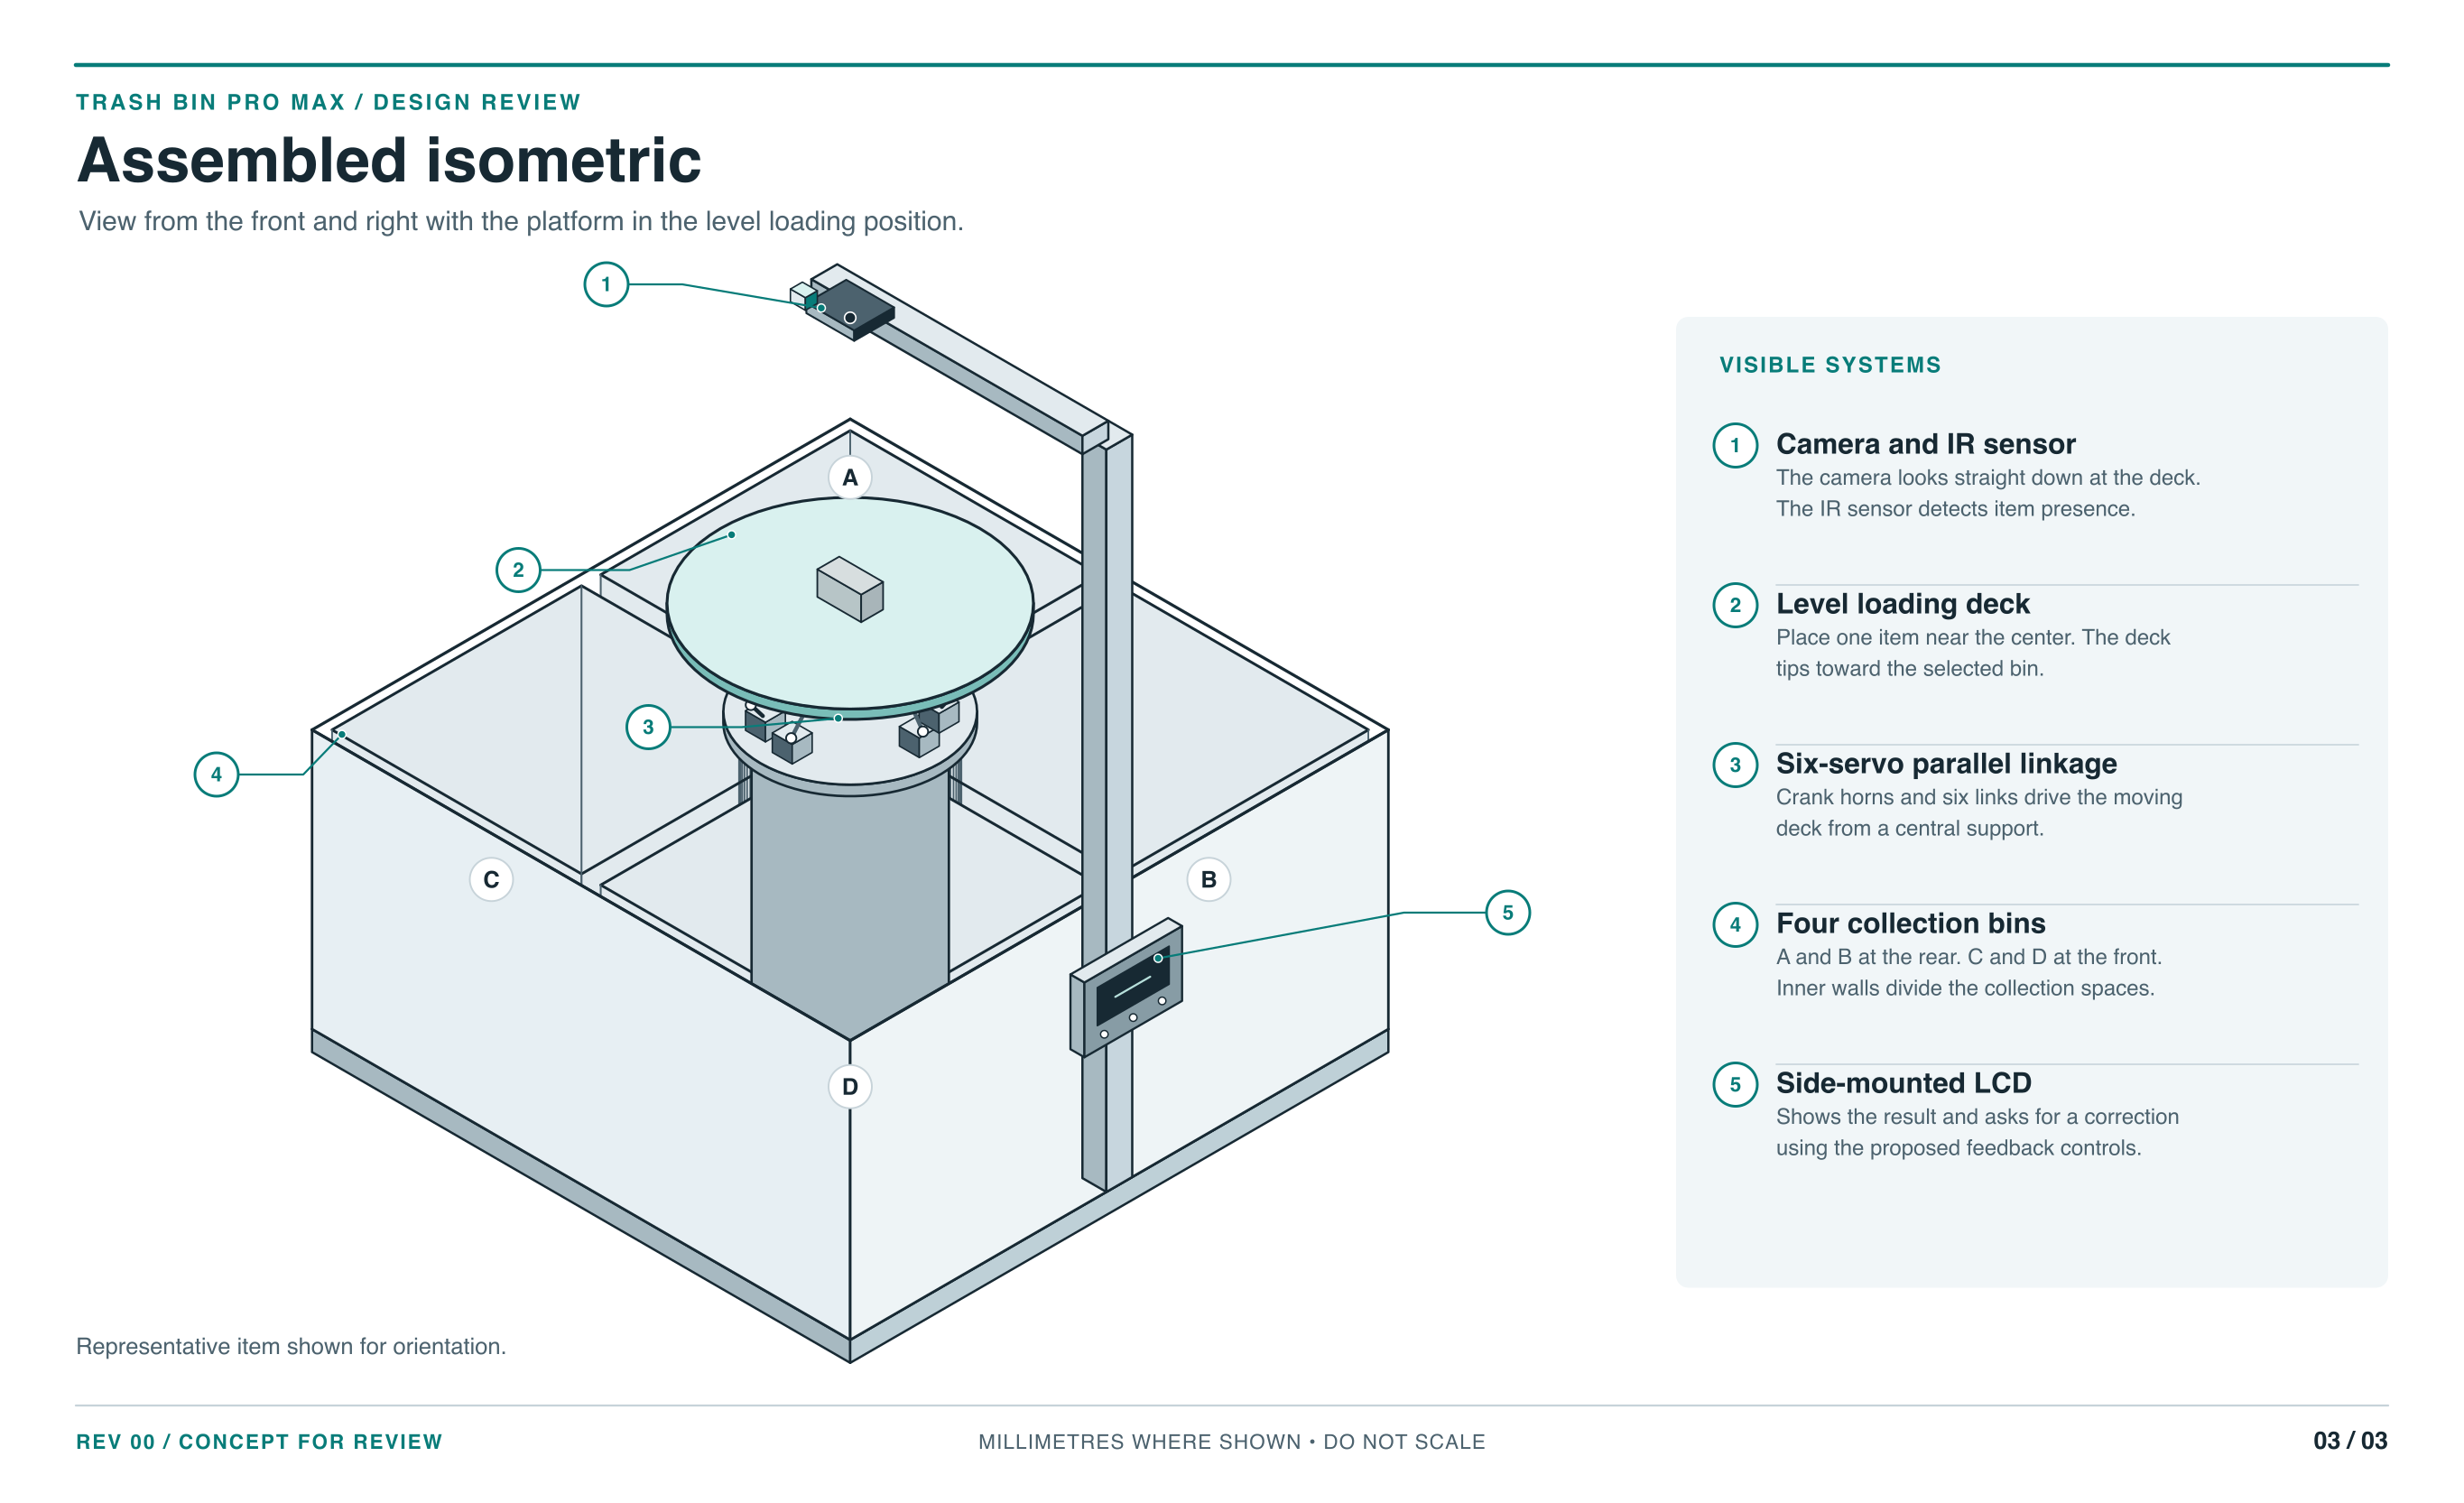 TRASH BIN PRO MAX / DESIGN REVIEW
Assembled isometric
View from the front and right with the platform in the level loading position.
1
A
2
3
4
C
B
5
D
VISIBLE SYSTEMS
1
Camera and IR sensor
The camera looks straight down at the deck.
The IR sensor detects item presence.
2
Level loading deck
Place one item near the center. The deck
tips toward the selected bin.
3
Six-servo parallel linkage
Crank horns and six links drive the moving
deck from a central support.
4
Four collection bins
A and B at the rear. C and D at the front.
Inner walls divide the collection spaces.
5
Side-mounted LCD
Shows the result and asks for a correction
using the proposed feedback controls.
Representative item shown for orientation.
REV 00 / CONCEPT FOR REVIEW
MILLIMETRES WHERE SHOWN • DO NOT SCALE
03 / 03